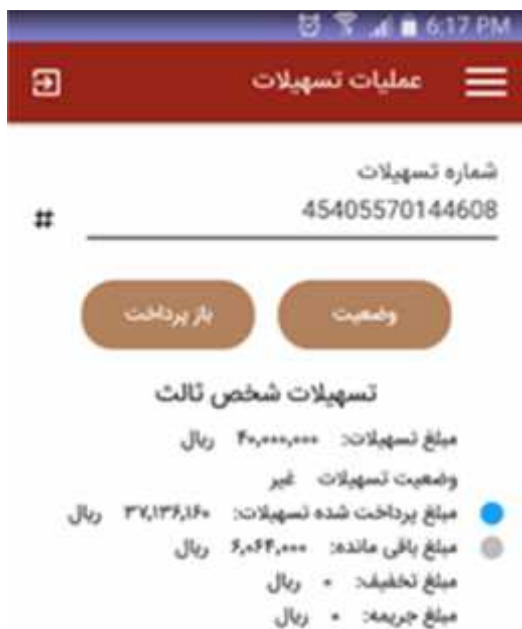 6:17 PM
عملیات تسهیلات
شماره تسهیلات
45405570144608
#
وضعیت
باز پرداخت
تسهیلات شخص ثالث
مبلغ تسهیلات: ۴۰,۰۰۰,۰۰۰ ریال
وضعیت تسهیلات غیر
مبلغ پرداخت شده تسهیلات: ۳۷,۱۳۶,۱۶۰ ریال
مبلغ باقی مانده: ۶,۰۶۴,۰۰۰ ریال
مبلغ تخفیف: ۰ ریال
مبلغ جریمه: ۰ ریال